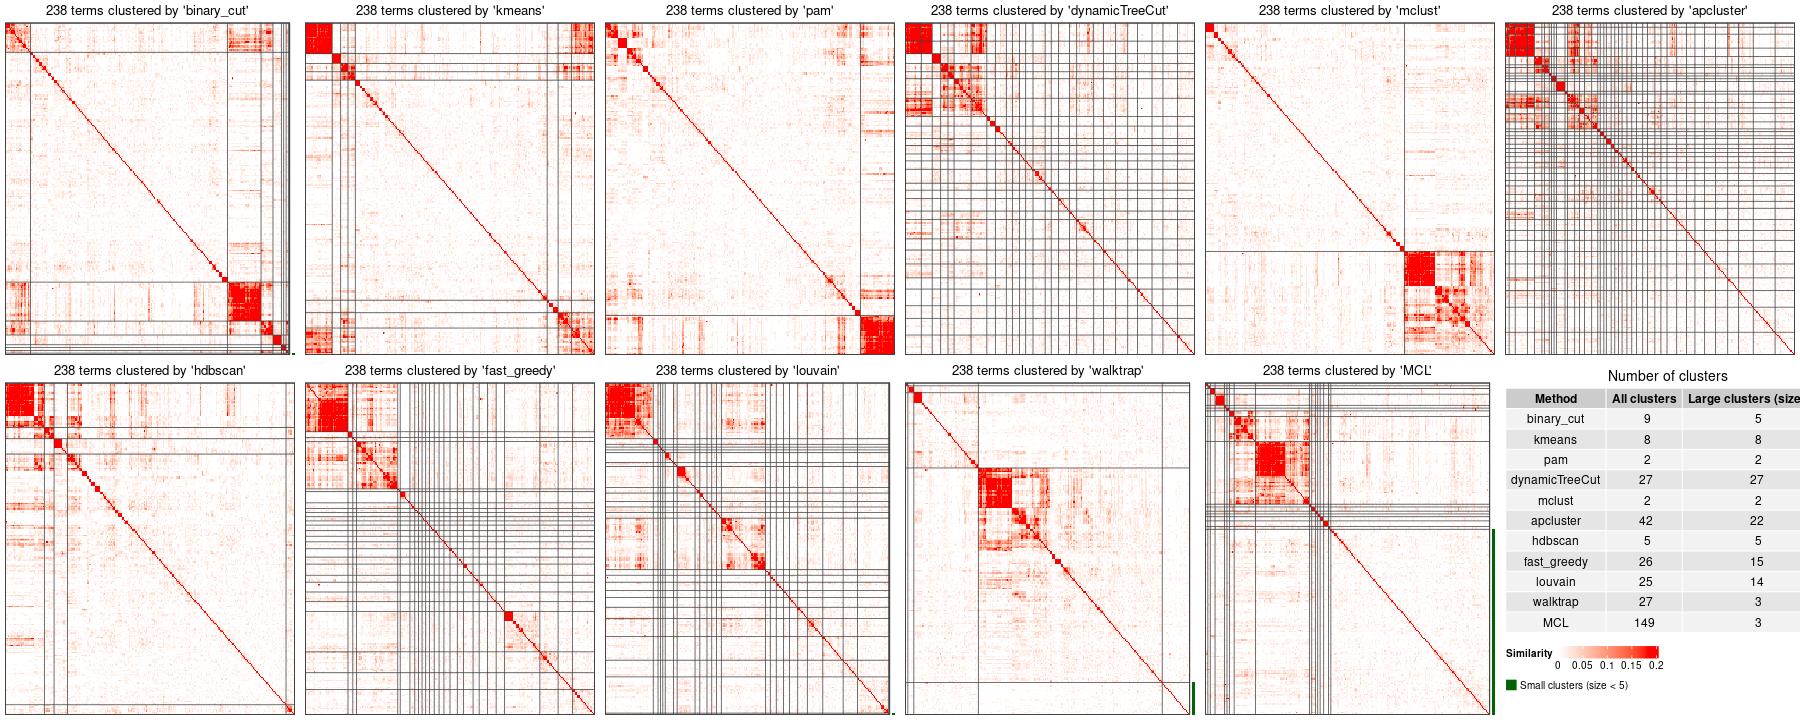 238 terms clustered by 'binary_cut'
238 terms clustered by 'kmeans'
238 terms clustered by 'pam'
238 terms clustered by 'dynamicTreeCut'
238 terms clustered by 'mclust'
238 terms clustered by 'apcluster'
238 terms clustered by 'hdbscan'
238 terms clustered by 'fast_greedy'
238 terms clustered by 'louvain'
238 terms clustered by 'walktrap'
238 terms clustered by 'MCL'
Number of clusters
Method All clusters Large clusters (size
binary_cut 9 5
kmeans 8 8
pam 2 2
dynamicTreeCut 27 27
mclust 2 2
apcluster 42 22
hdbscan 5 5
fast_greedy 26 15
louvain 25 14
walktrap 27 3
MCL 149 3
Similarity
0 0.05 0.1 0.15 0.2
Small clusters (size < 5)